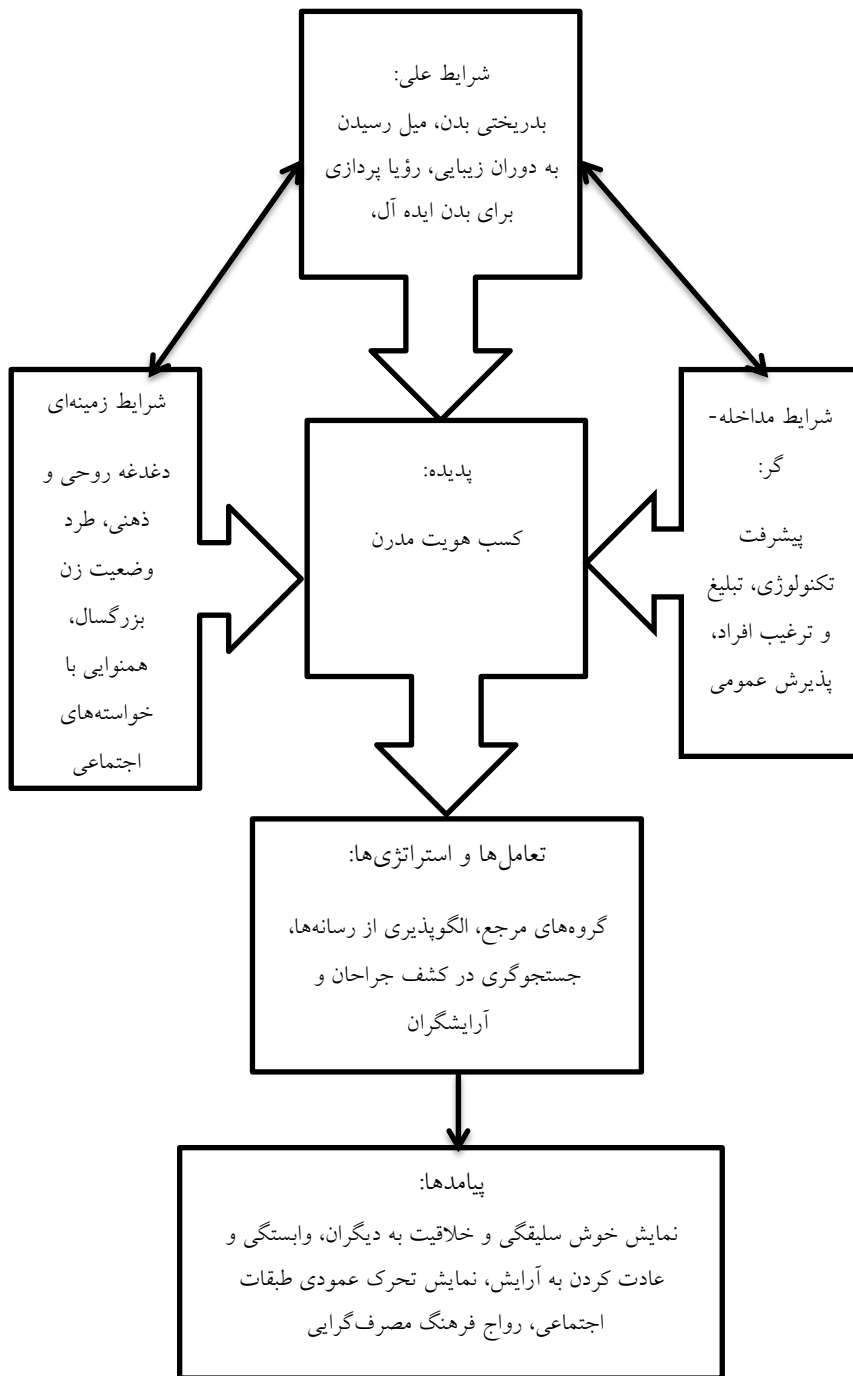 شرایط علی:
بدریختی بدن، میل رسیدن
به دوران زیبایی، رؤیا پردازی
برای بدن ایده آل،
شرایط مداخله-
گر:
پیشرفت
تکنولوژی، تبلیغ
و ترغیب افراد،
پذیرش عمومی
پدیده:
کسب هویت مدرن
شرایط زمینه‌ای
دغدغه روحی و
ذهنی، طرد
وضعیت زن
بزرگسال،
همنوایی با
خواسته‌های
اجتماعی
تعامل‌ها و استراتژی‌ها:
گروه‌های مرجع، الگوپذیری از رسانه‌ها،
جستجوگری در کشف جراحان و
آرایشگران
پیامدها:
نمایش خوش سلیقگی و خلاقیت به دیگران، وابستگی و
عادت کردن به آرایش، نمایش تحرک عمودی طبقات
اجتماعی، رواج فرهنگ مصرف‌گرایی